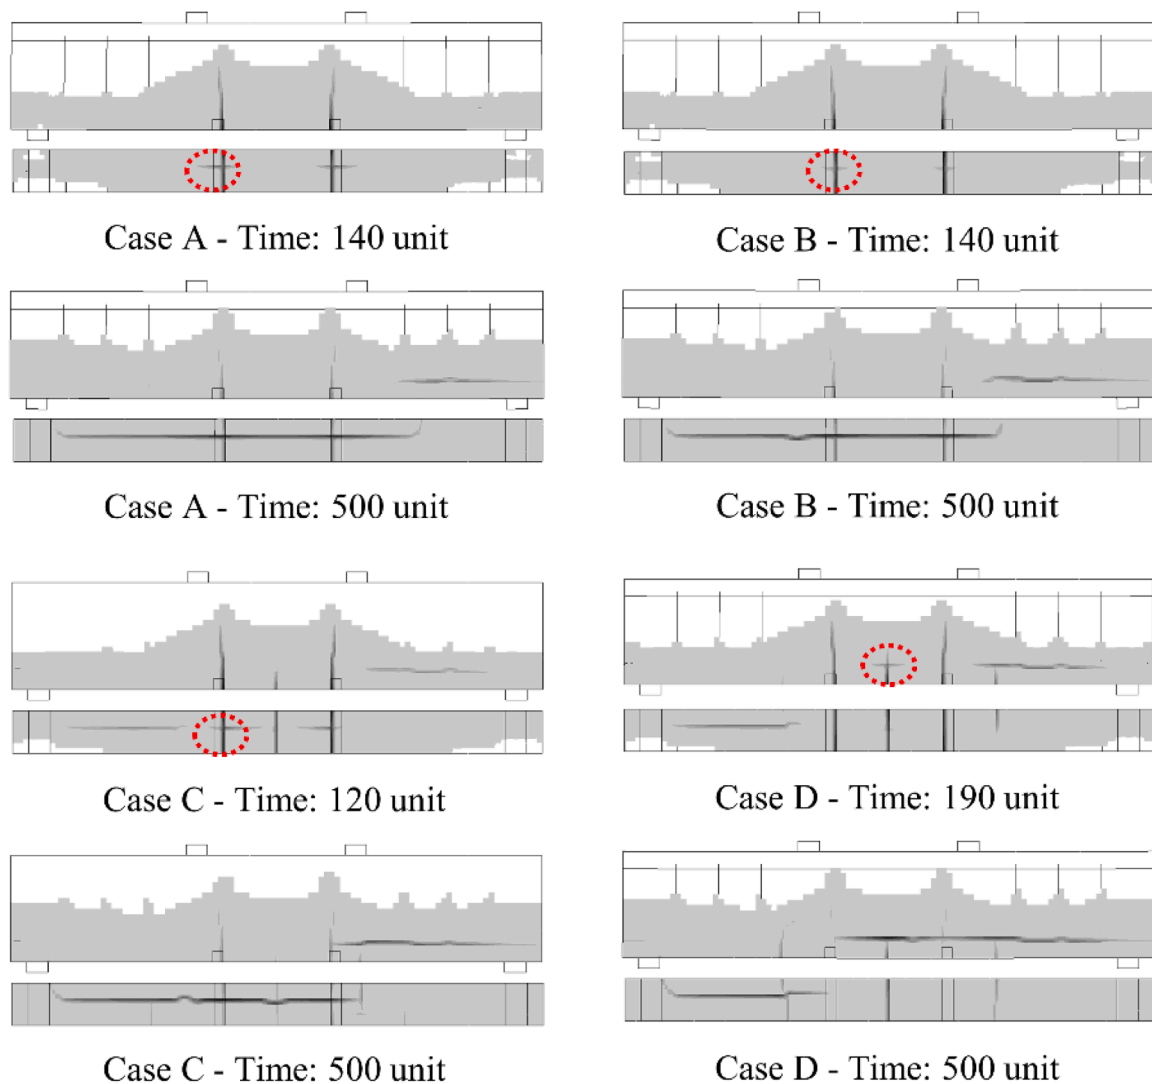 Case A - Time: 140 unit
Case B - Time: 140 unit
Case A - Time: 500 unit
Case B - Time: 500 unit
Case C - Time: 120 unit
Case D - Time: 190 unit
Case C - Time: 500 unit
Case D - Time: 500 unit